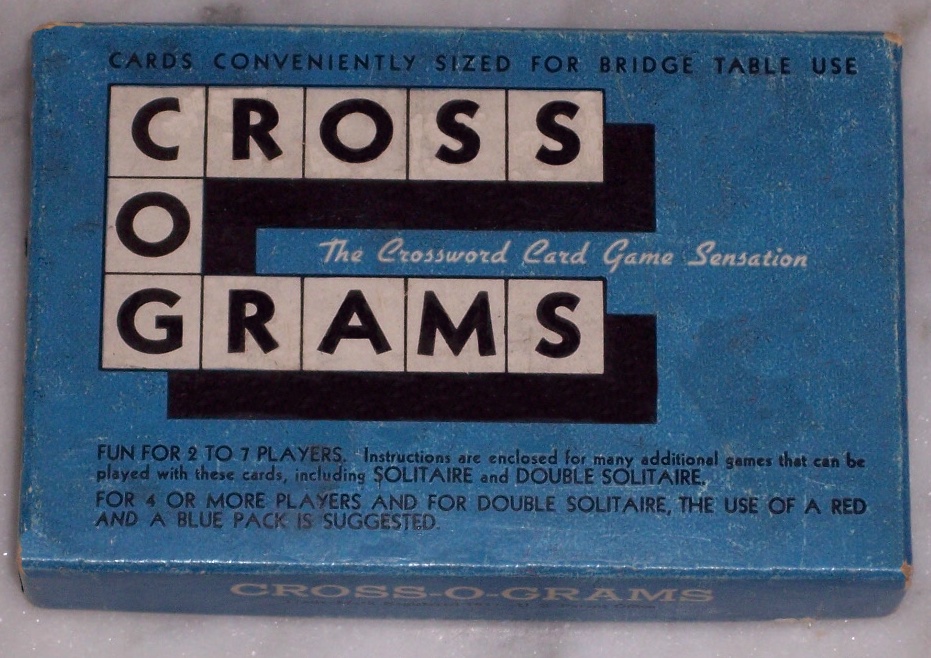 CARDS CONVENIENTLY SIZED FOR BRIDGE TABLE USE
CROSS
O
GRAMS
The Crossword Card Game Sensation
FUN FOR 2 TO 7 PLAYERS. Instructions are enclosed for many additional games that can be
played with these cards, including SOLITAIRE and DOUBLE SOLITAIRE.
FOR 4 OR MORE PLAYERS AND FOR DOUBLE SOLITAIRE, THE USE OF A RED
AND A BLUE PACK IS SUGGESTED.
CROSS-O-GRAMS